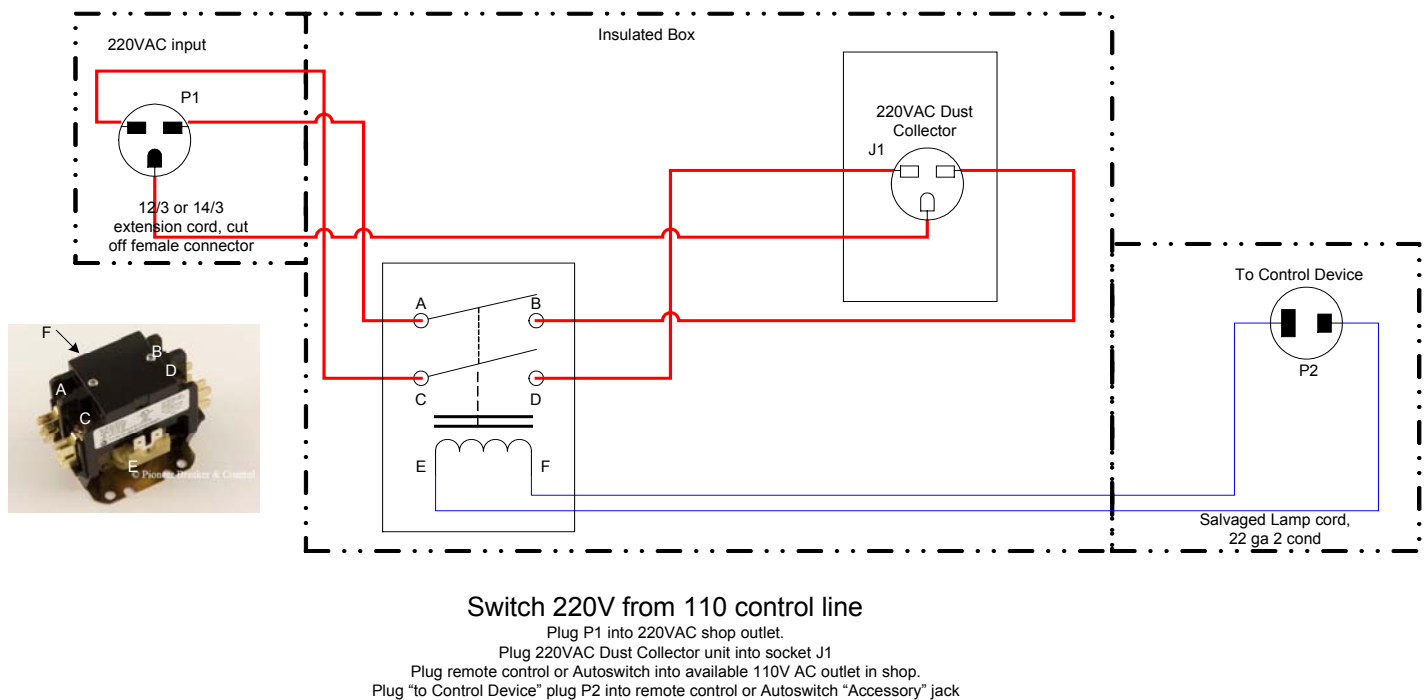 220VAC input
Insulated Box
P1
220VAC Dust
Collector
J1
12/3 or 14/3
extension cord, cut
off female connector
To Control Device
P2
A
B
C
D
E
F
F
B
D
A
C
E
© Pioneer Breaker & Control
Salvaged Lamp cord,
22 ga 2 cond
Switch 220V from 110 control line
Plug P1 into 220VAC shop outlet.
Plug 220VAC Dust Collector unit into socket J1
Plug remote control or Autoswitch into available 110V AC outlet in shop.
Plug “to Control Device” plug P2 into remote control or Autoswitch “Accessory” jack